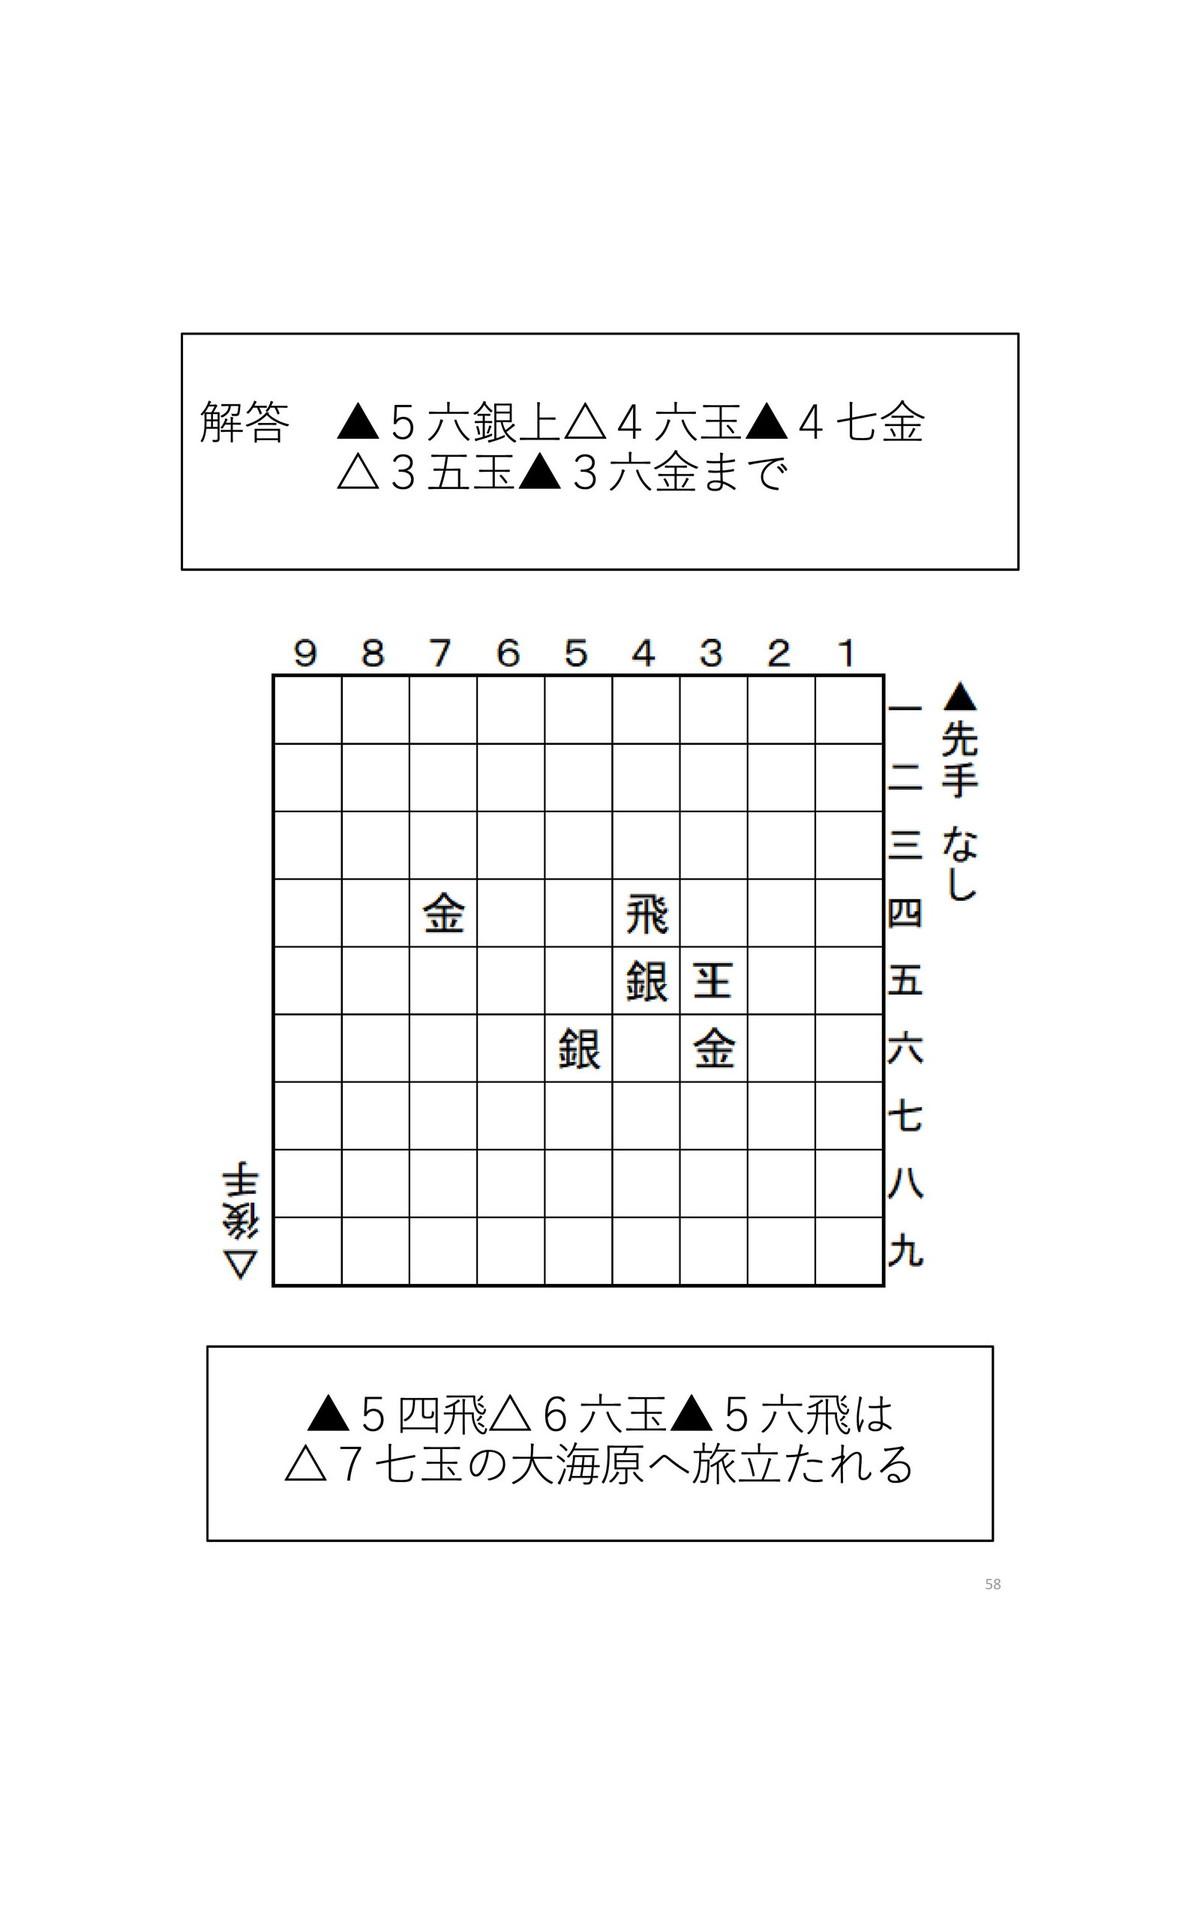 解答　▲５六銀上△４六玉▲４七金
△３五玉▲３六金まで
9 8 7 6 5 4 3 2 1
一
二
三
金 飛 四
銀 王 五
銀 金 六
七
八
九
▲先手 なし
△後手
▲５四飛△６六玉▲５六飛は
△７七玉の大海原へ旅立たれる
58